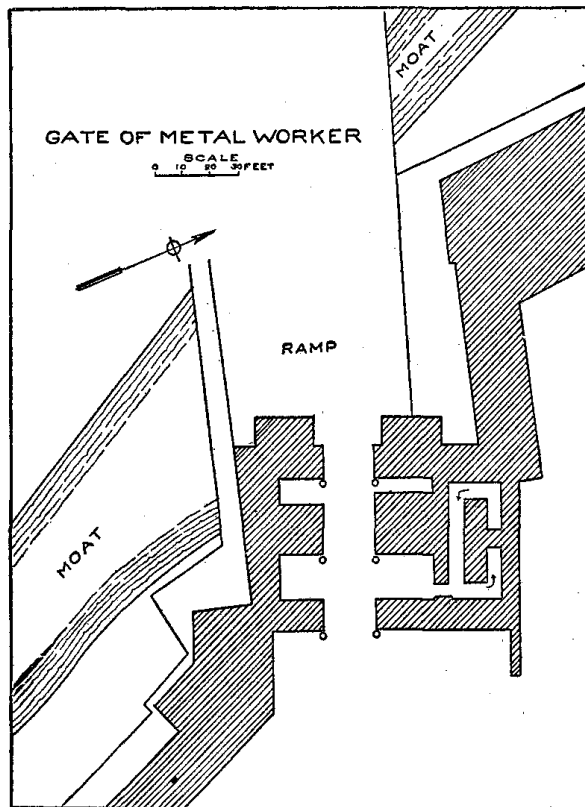 MOAT
GATE OF METAL WORKER
SCALE
0 10 20 30 FEET
RAMP
MOAT